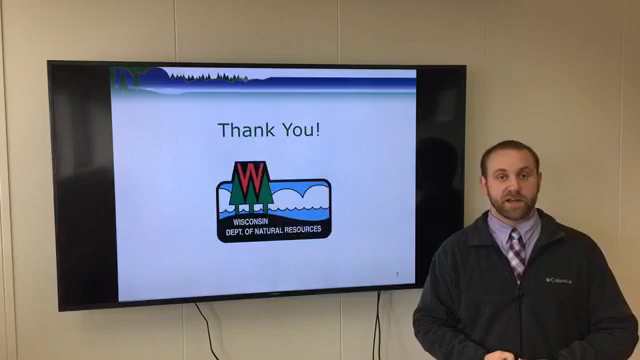 Thank You!
WISCONSIN
DEPT. OF NATURAL RESOURCES
Columbia